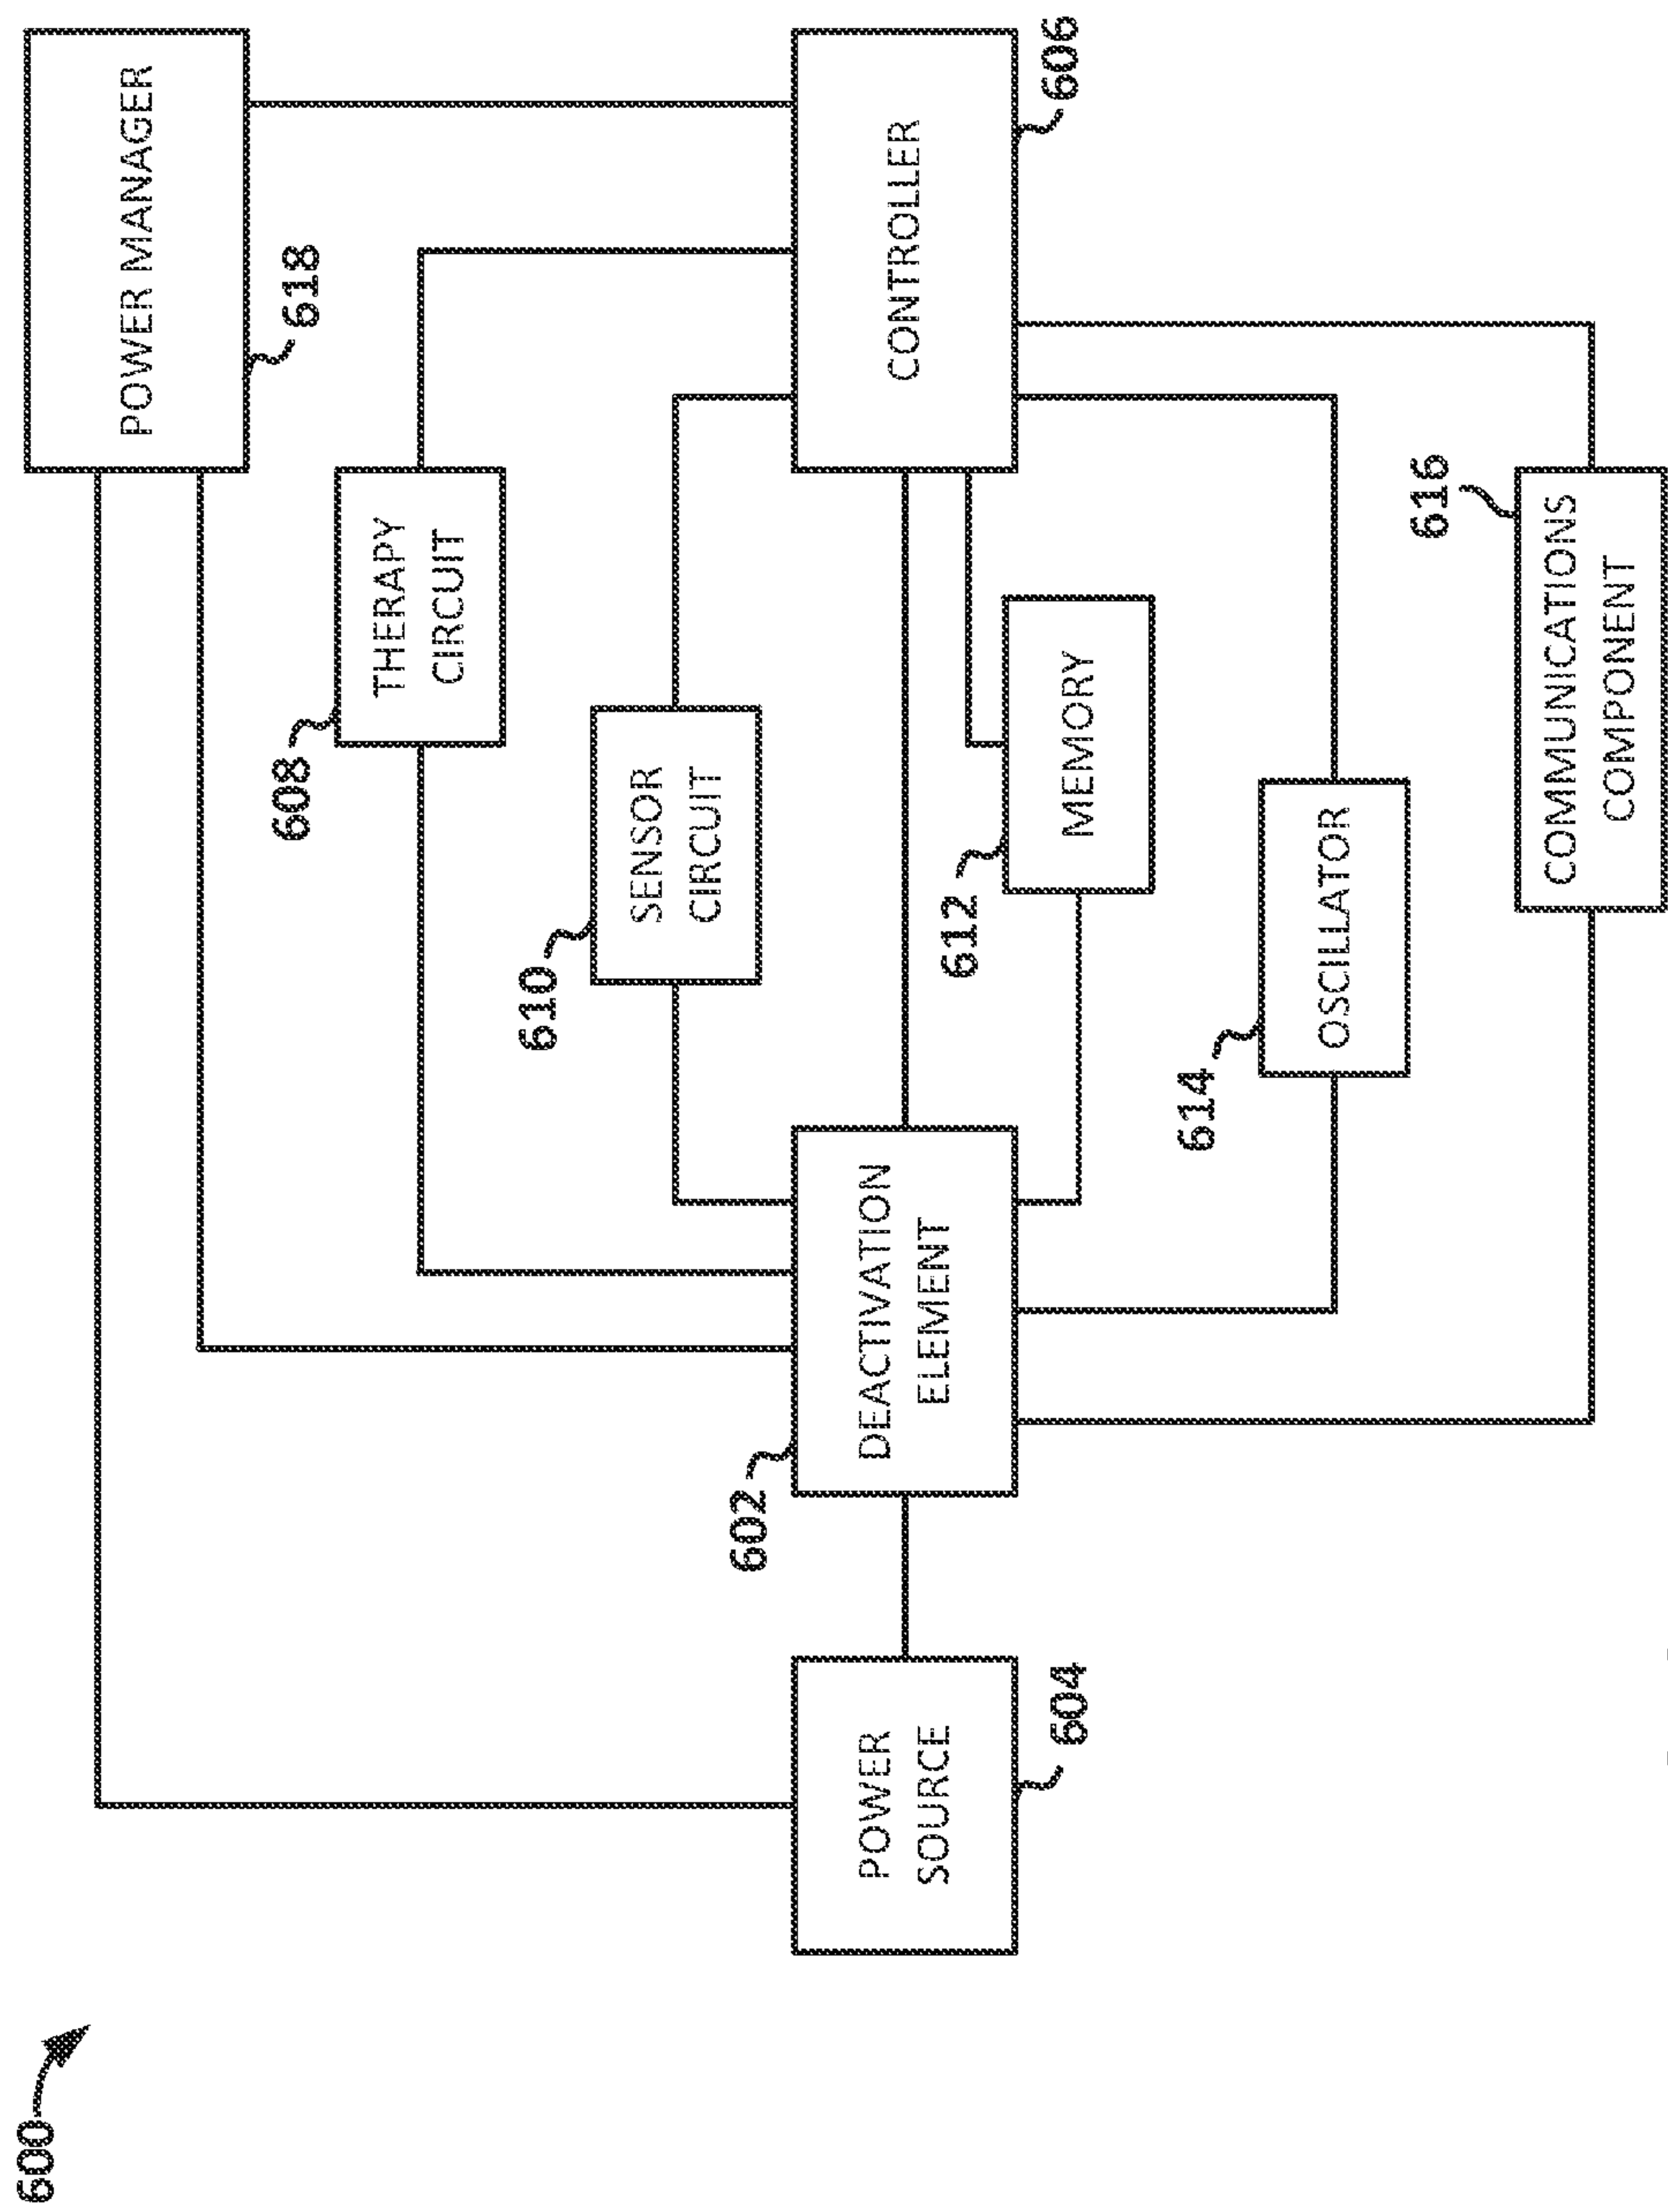 600
POWER MANAGER
618
THERAPY
CIRCUIT
608
SENSOR
CIRCUIT
610
POWER
SOURCE
604
DEACTIVATION
ELEMENT
602
CONTROLLER
606
MEMORY
612
OSCILLATOR
614
COMMUNICATIONS
COMPONENT
616